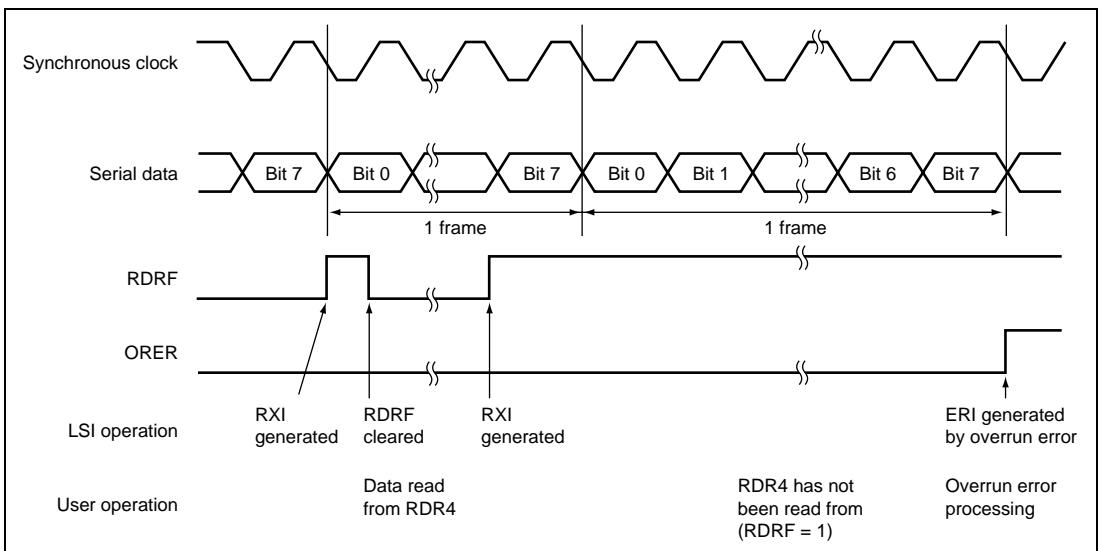 Synchronous clock
Serial data
Bit 7
Bit 0
Bit 7
Bit 0
Bit 1
Bit 6
Bit 7
1 frame
1 frame
RDRF
ORER
LSI operation
RXI
generated
RDRF
cleared
RXI
generated
ERI generated
by overrun error
User operation
Data read
from RDR4
RDR4 has not
been read from
(RDRF = 1)
Overrun error
processing